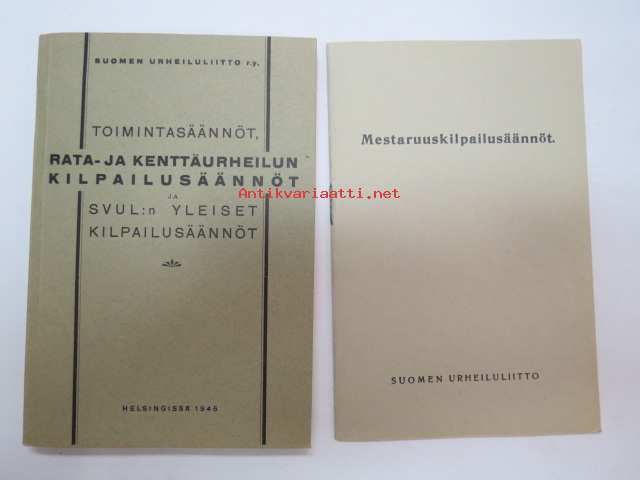 SUOMEN URHEILULIITTO r.y.
TOIMINTASÄÄNNÖT,
RATA- JA KENTTÄURHEILUN
KILPAILUSÄÄNNÖT
JA
SVUL:n YLEISET
KILPAILUSÄÄNNÖT
HELSINGISSÄ 1945
Mestaruuskilpailusäännöt.
SUOMEN URHEILULIITTO
Antikvariaatti.net